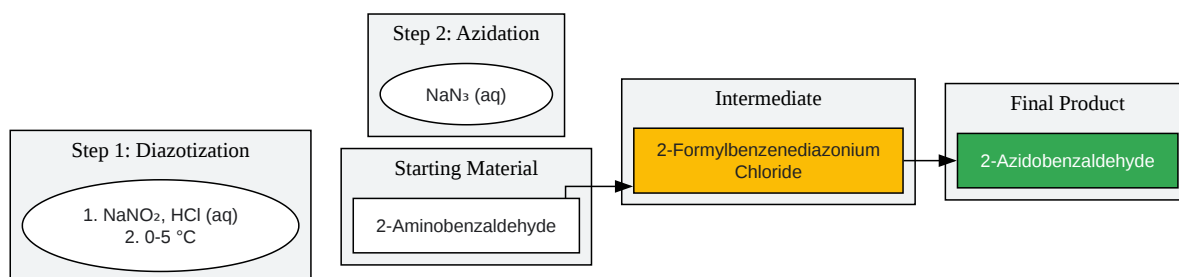 Step 1: Diazotization
1. NaNO₂, HCl (aq)
2. 0-5 °C
Step 2: Azidation
NaN₃ (aq)
Starting Material
2-Aminobenzaldehyde
Intermediate
2-Formylbenzenediazonium
Chloride
Final Product
2-Azidobenzaldehyde